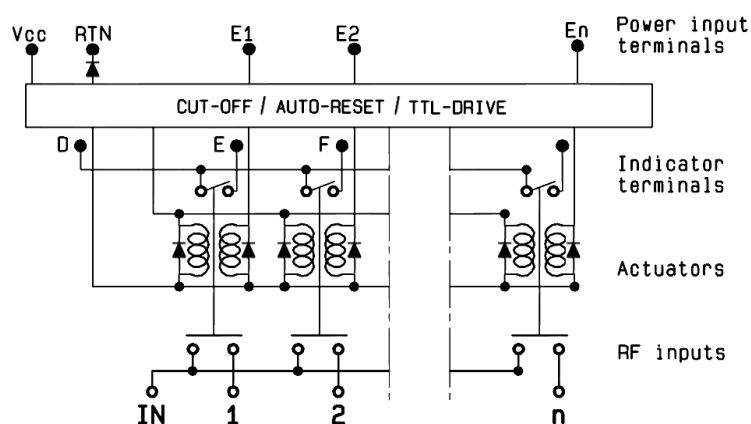 Vcc RTN E1 E2 En
Power input
terminals
CUT-OFF / AUTO-RESET / TTL-DRIVE
D E F
Indicator
terminals
Actuators
RF inputs
IN 1 2 n